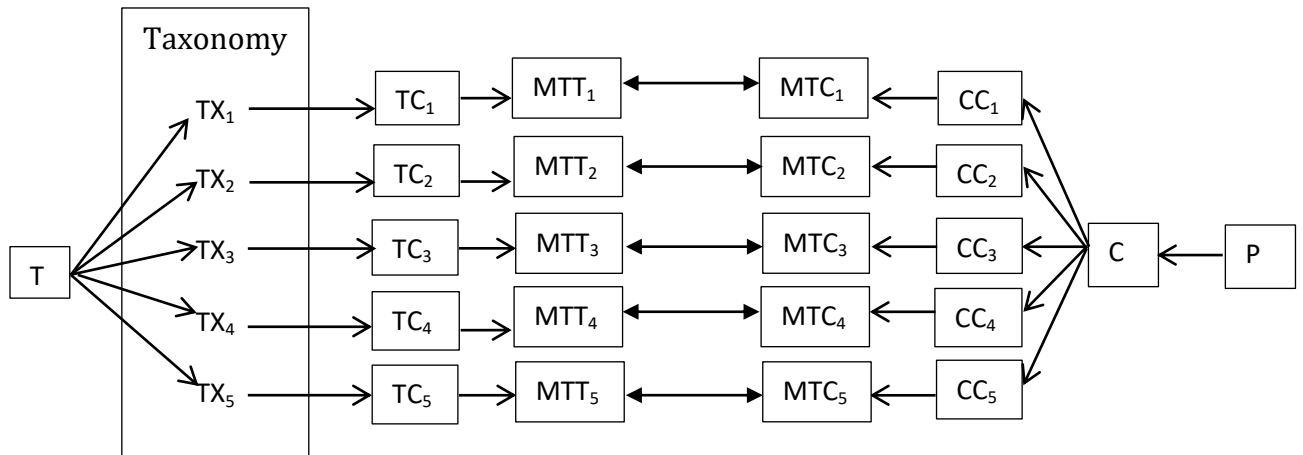 Taxonomy
TX₁ TC₁ MTT₁ MTC₁ CC₁
TX₂ TC₂ MTT₂ MTC₂ CC₂
TX₃ TC₃ MTT₃ MTC₃ CC₃
T C P
TX₄ TC₄ MTT₄ MTC₄ CC₄
TX₅ TC₅ MTT₅ MTC₅ CC₅